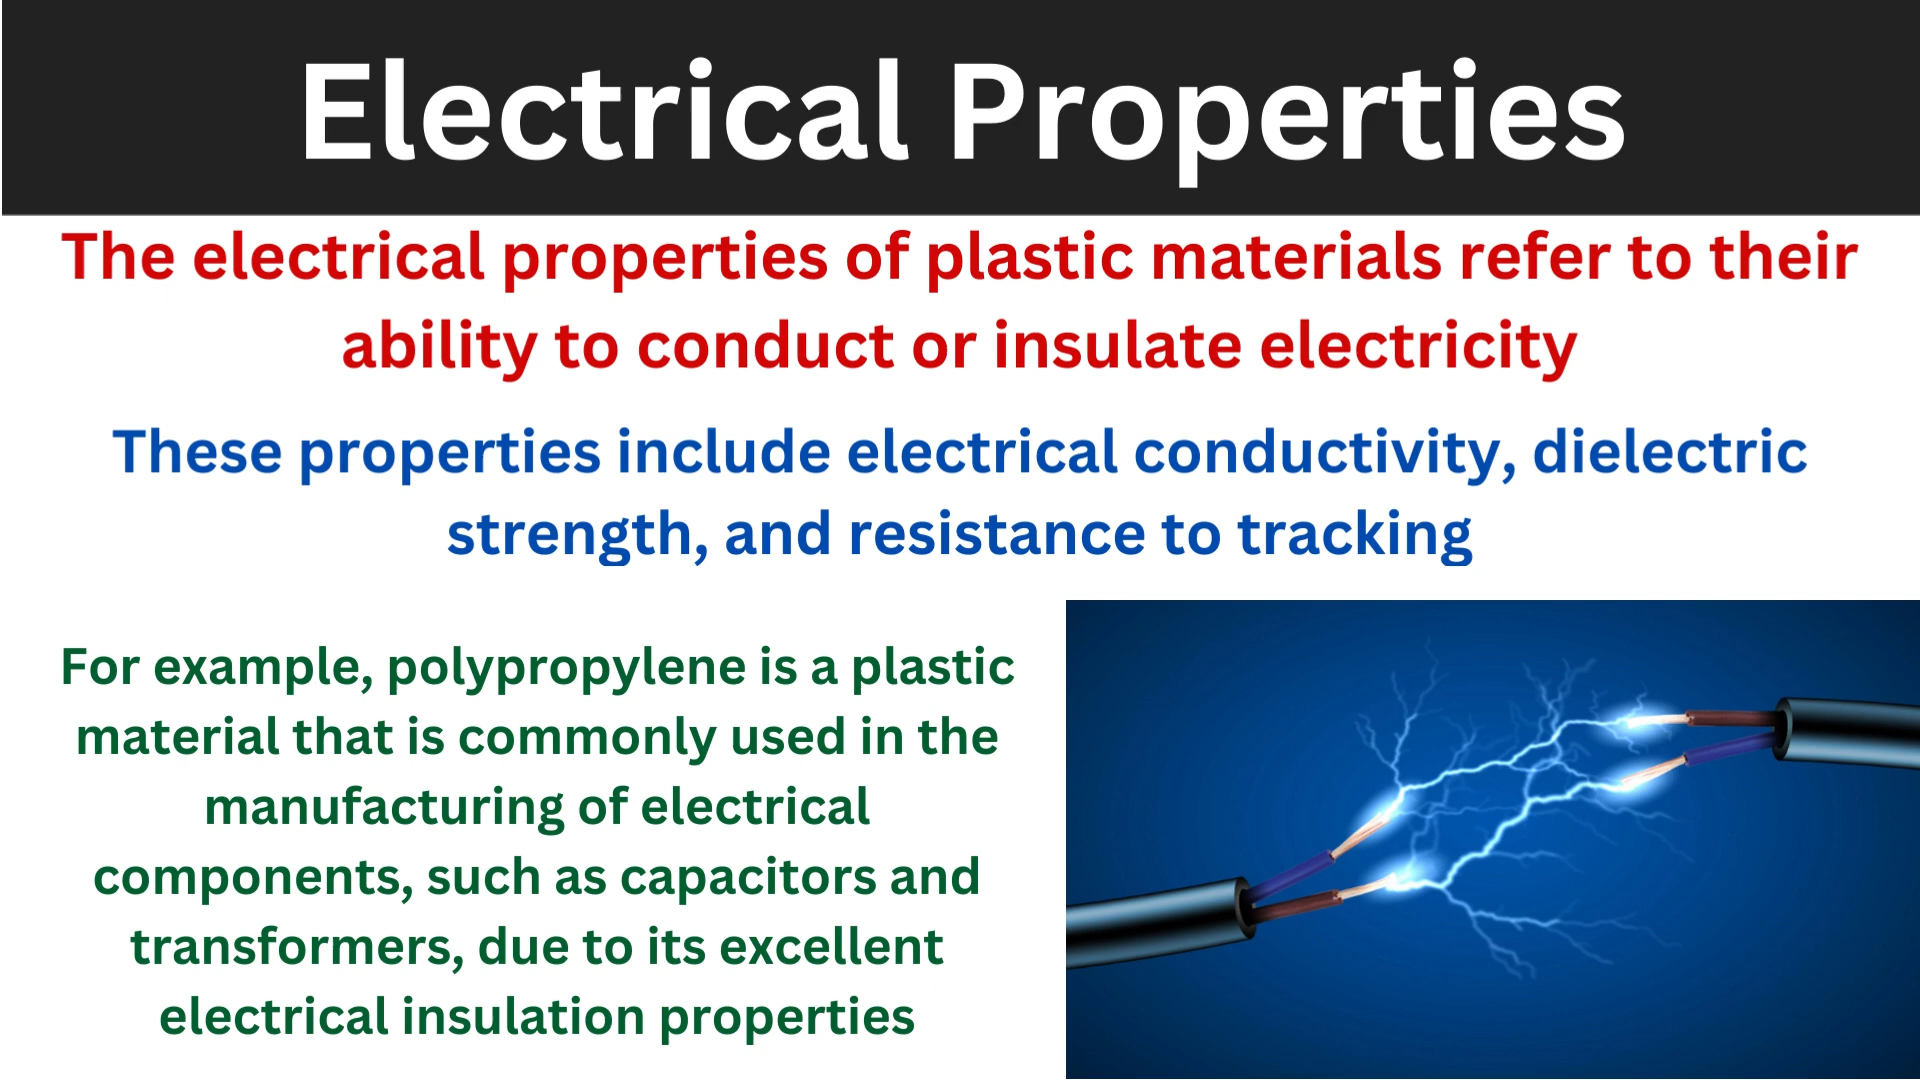 Electrical Properties
The electrical properties of plastic materials refer to their
ability to conduct or insulate electricity
These properties include electrical conductivity, dielectric
strength, and resistance to tracking
For example, polypropylene is a plastic
material that is commonly used in the
manufacturing of electrical
components, such as capacitors and
transformers, due to its excellent
electrical insulation properties